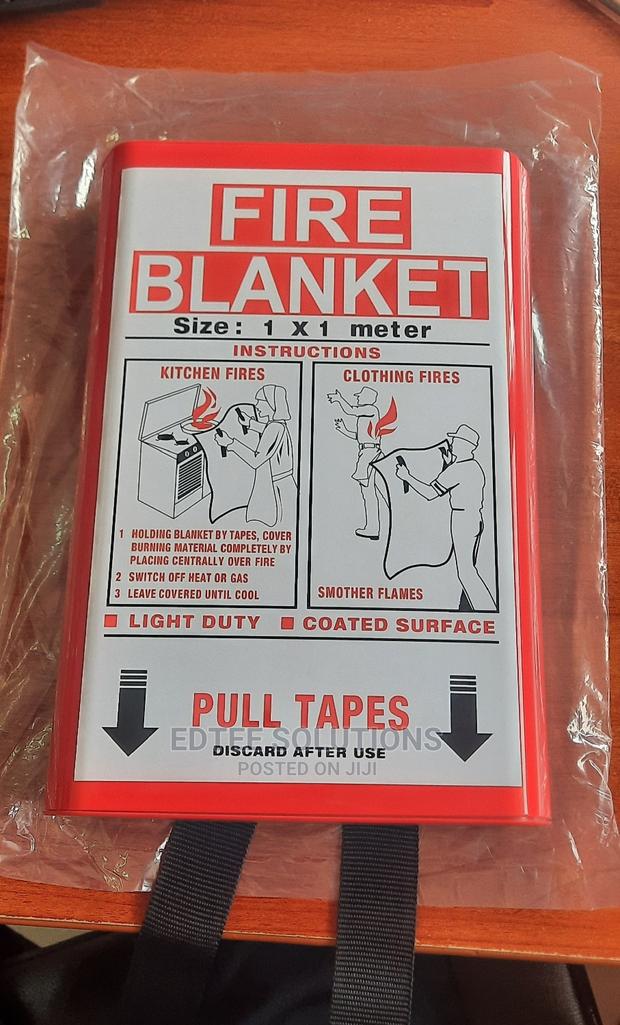 FIRE
BLANKET
Size: 1 X 1 meter
INSTRUCTIONS
KITCHEN FIRES
1 HOLDING BLANKET BY TAPES, COVER
BURNING MATERIAL COMPLETELY BY
PLACING CENTRALLY OVER FIRE
2 SWITCH OFF HEAT OR GAS
3 LEAVE COVERED UNTIL COOL
CLOTHING FIRES
SMOTHER FLAMES
LIGHT DUTY COATED SURFACE
PULL TAPES
EDTEE SOLUTIONS
DISCARD AFTER USE
POSTED ON JIJI